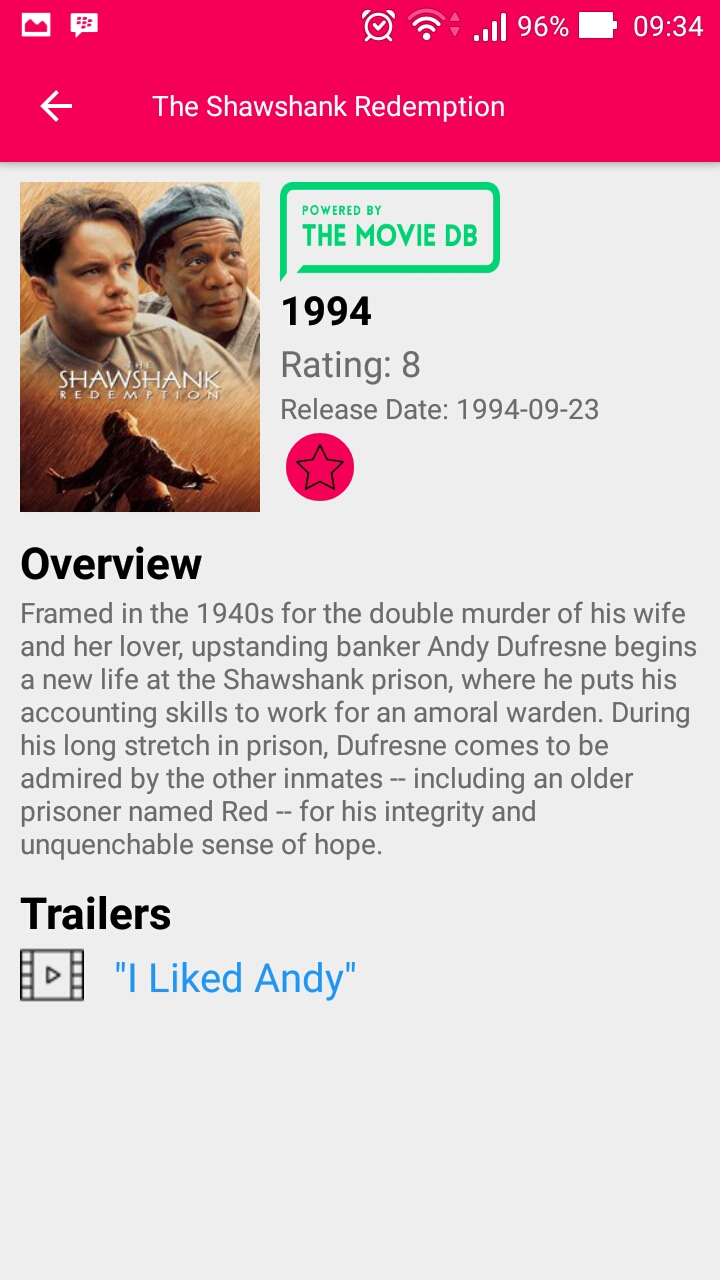 96% 09:34
The Shawshank Redemption
POWERED BY
THE MOVIE DB
1994
Rating: 8
Release Date: 1994-09-23
THE
SHAWSHANK
REDEMPTION
Overview
Framed in the 1940s for the double murder of his wife
and her lover, upstanding banker Andy Dufresne begins
a new life at the Shawshank prison, where he puts his
accounting skills to work for an amoral warden. During
his long stretch in prison, Dufresne comes to be
admired by the other inmates -- including an older
prisoner named Red -- for his integrity and
unquenchable sense of hope.
Trailers
"I Liked Andy"